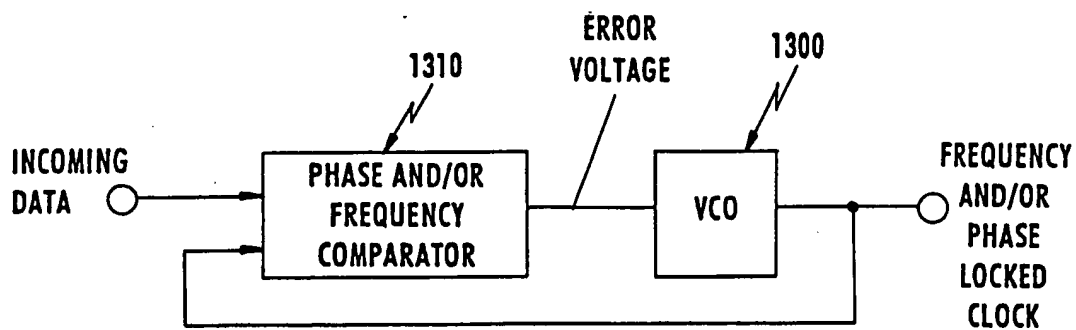 ERROR
VOLTAGE
1310
1300
INCOMING
DATA
PHASE AND/OR
FREQUENCY
COMPARATOR
VCO
FREQUENCY
AND/OR
PHASE
LOCKED
CLOCK